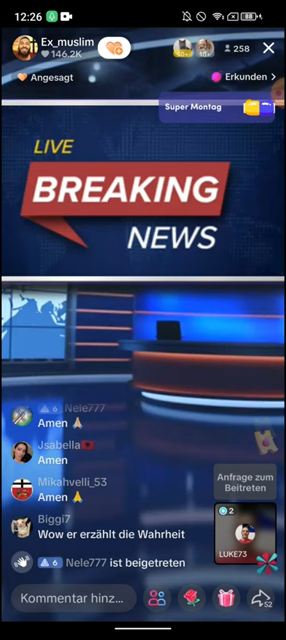 12:26
Ex_muslim
146.2K
258
Angesagt
Erkunden
Super Montag
LIVE
BREAKING
NEWS
6 Nele777
Amen 🙏🏼
Jsabella🇦🇱
Amen
Mikahvelli_53
Amen 🙏
Biggi7
Wow er erzählt die Wahrheit
6 Nele777 ist beigetreten
Anfrage zum
Beitreten
2
LUKE73
Kommentar hinz...
52